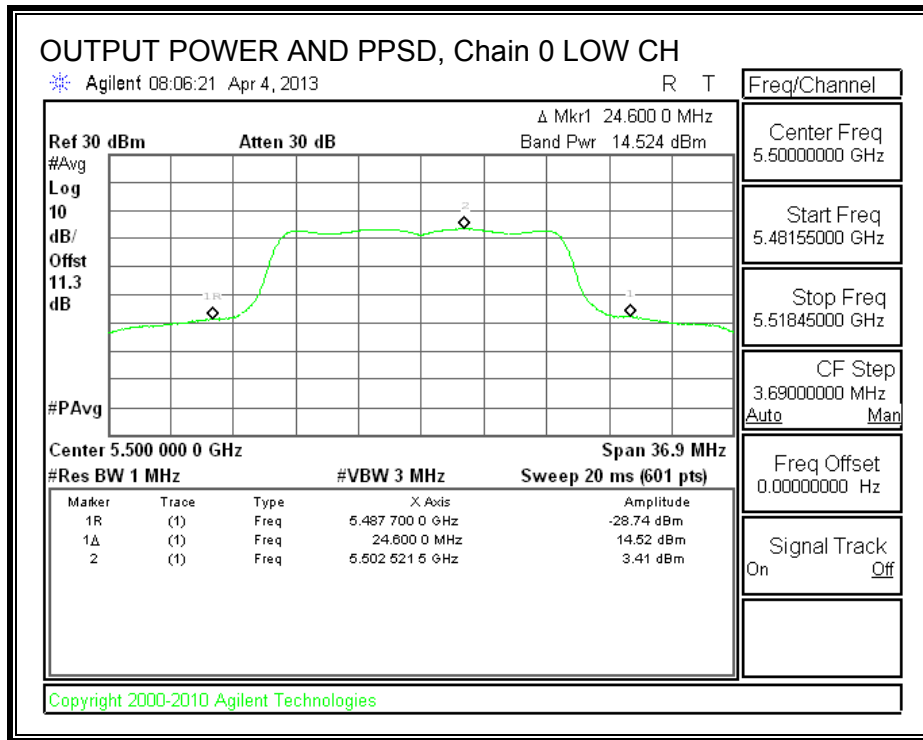 OUTPUT POWER AND PPSD, Chain 0 LOW CH
Agilent 08:06:21 Apr 4, 2013 R T
Δ Mkr1 24.600 0 MHz
Ref 30 dBm Atten 30 dB Band Pwr 14.524 dBm
#Avg
Log
10
dB/
Offst
11.3
dB
#PAvg
2
1R
1
Center 5.500 000 0 GHz Span 36.9 MHz
#Res BW 1 MHz #VBW 3 MHz Sweep 20 ms (601 pts)
Marker Trace Type X Axis Amplitude
1R (1) Freq 5.487 700 0 GHz -28.74 dBm
1Δ (1) Freq 24.600 0 MHz 14.52 dBm
2 (1) Freq 5.502 521 5 GHz 3.41 dBm
Freq/Channel
Center Freq
5.50000000 GHz
Start Freq
5.48155000 GHz
Stop Freq
5.51845000 GHz
CF Step
3.69000000 MHz
Auto Man
Freq Offset
0.00000000 Hz
Signal Track
On Off
Copyright 2000-2010 Agilent Technologies